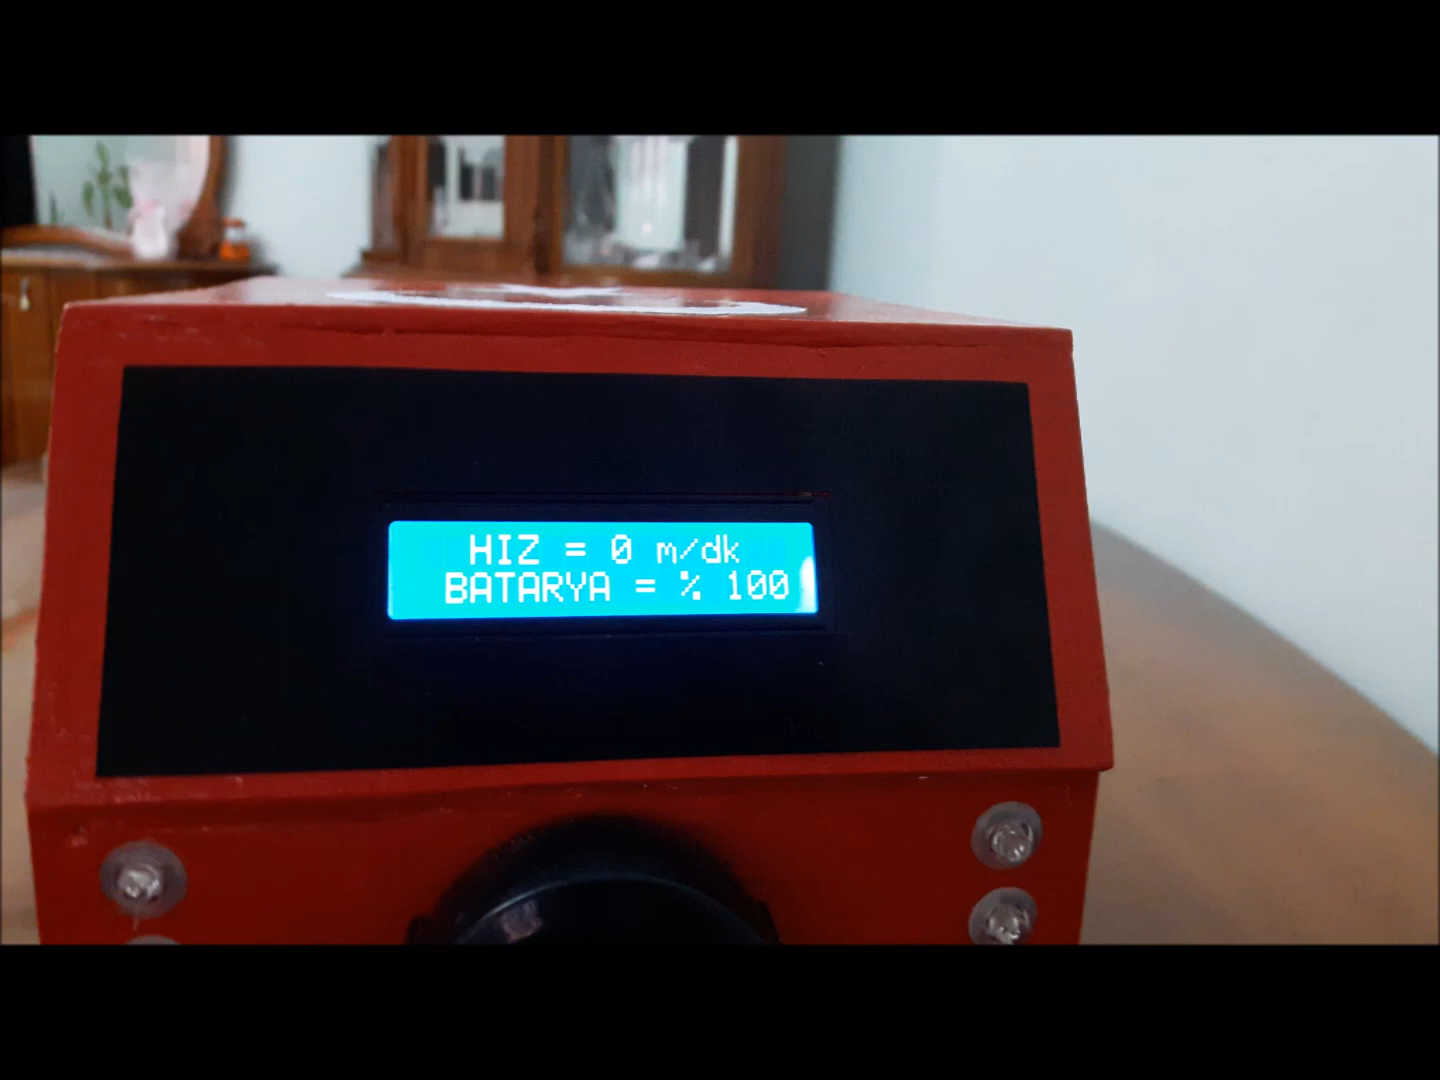 HIZ = 0 m/dk
BATARYA = % 100